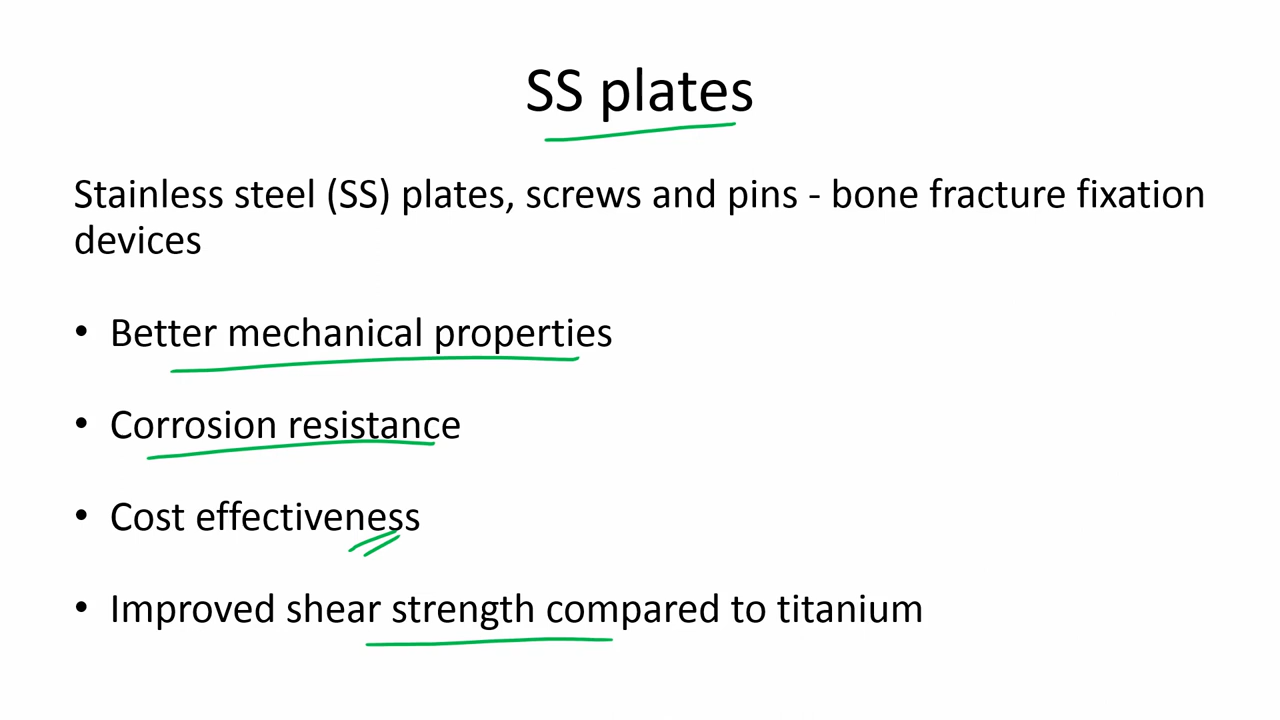 SS plates
Stainless steel (SS) plates, screws and pins - bone fracture fixation
devices
• Better mechanical properties
• Corrosion resistance
• Cost effectiveness
• Improved shear strength compared to titanium